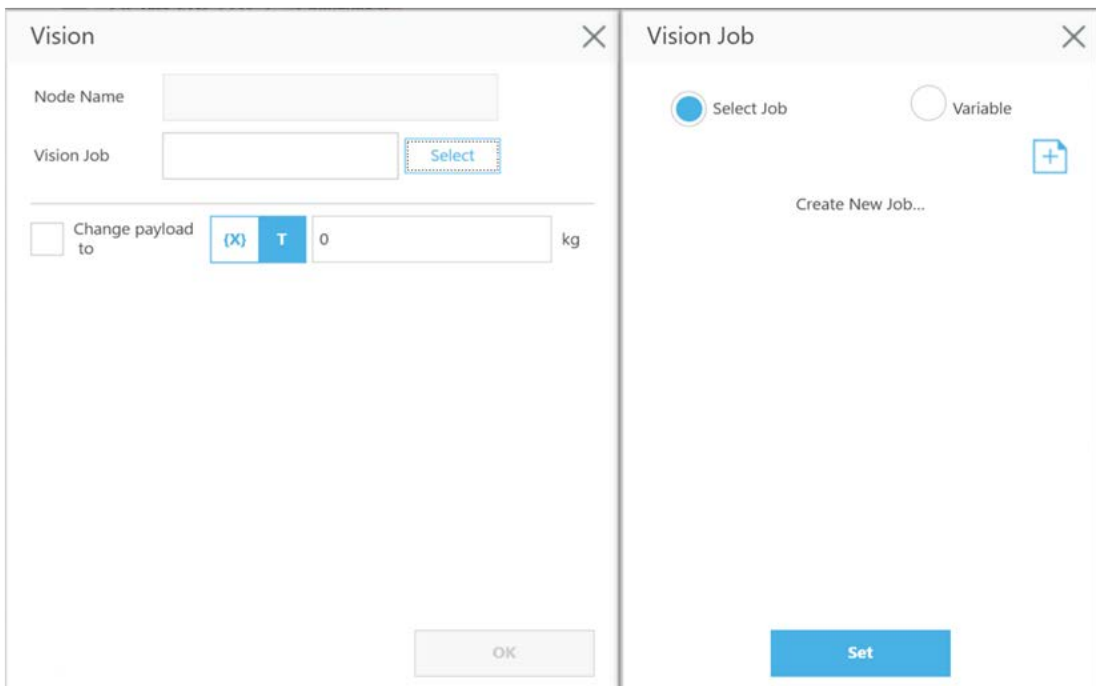 Vision
Node Name
Vision Job
Select
Change payload
to
{X}
T
0
kg
OK
Vision Job
Select Job
Variable
Create New Job...
Set